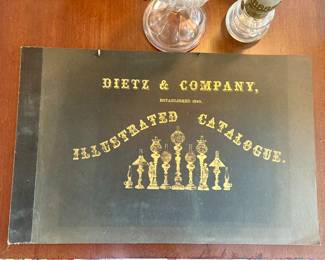 DIETZ & COMPANY,
ESTABLISHED 1840.
ILLUSTRATED CATALOGUE.